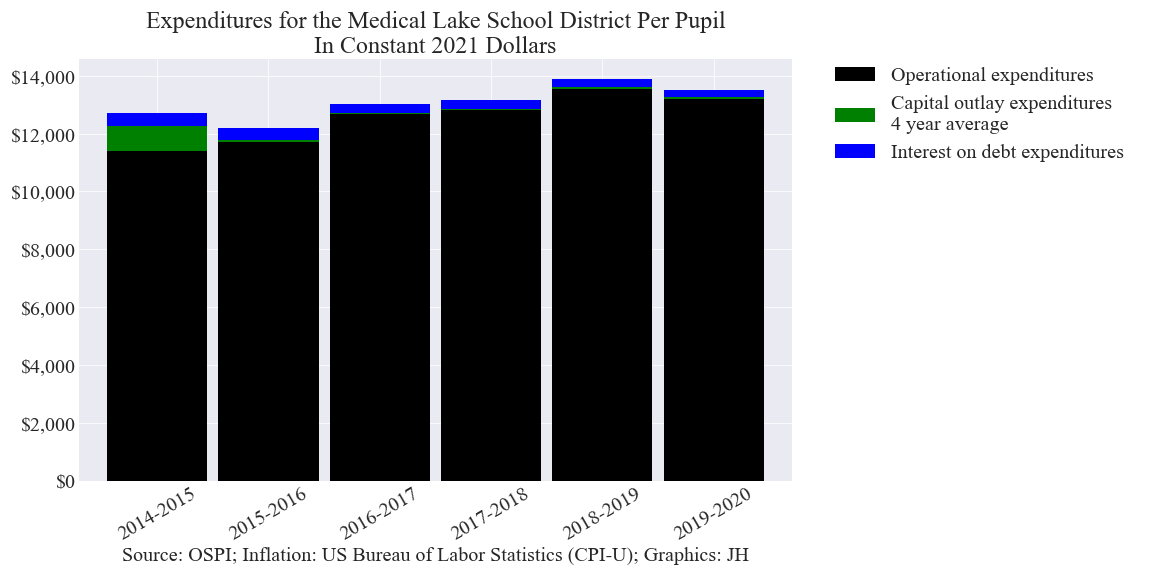 Expenditures for the Medical Lake School District Per Pupil
In Constant 2021 Dollars
$14,000
$12,000
$10,000
$8,000
$6,000
$4,000
$2,000
$0
2014-2015
2015-2016
2016-2017
2017-2018
2018-2019
2019-2020
Source: OSPI; Inflation: US Bureau of Labor Statistics (CPI-U); Graphics: JH
Operational expenditures
Capital outlay expenditures
4 year average
Interest on debt expenditures